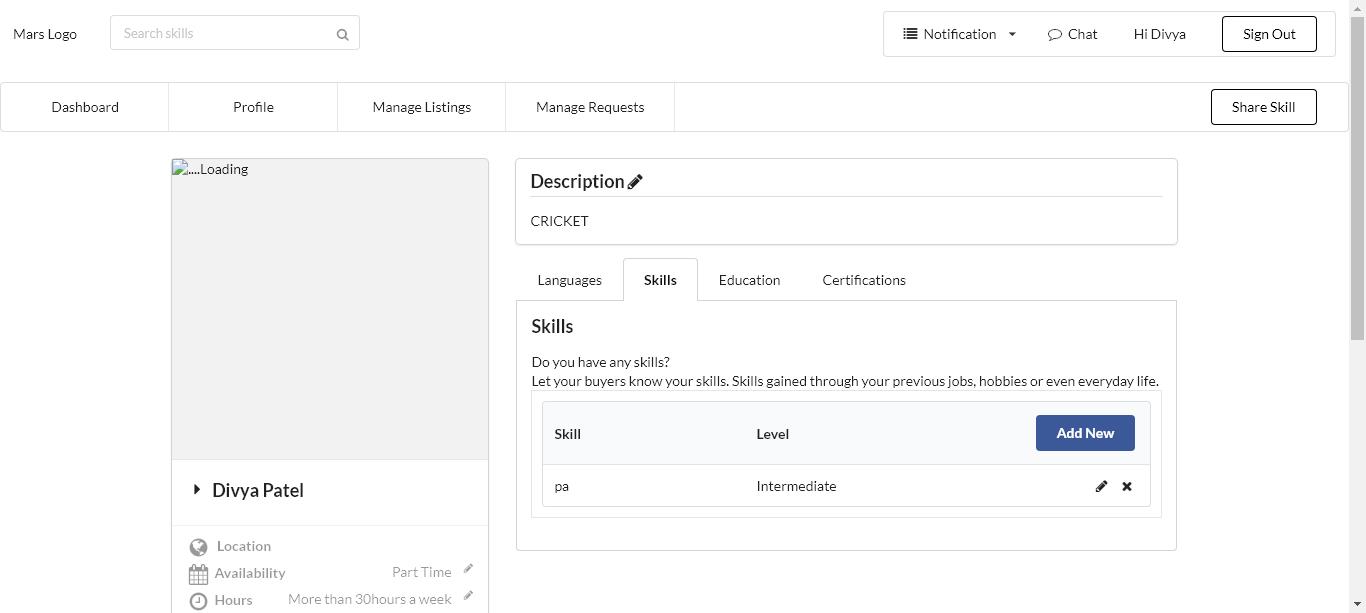 Mars Logo
Search skills
Notification
Chat
Hi Divya
Sign Out
Dashboard
Profile
Manage Listings
Manage Requests
Share Skill
....Loading
Description
CRICKET
Languages
Skills
Education
Certifications
Skills
Do you have any skills?
Let your buyers know your skills. Skills gained through your previous jobs, hobbies or even everyday life.
Skill Level Add New
pa Intermediate
Divya Patel
Location
Availability Part Time
Hours More than 30hours a week